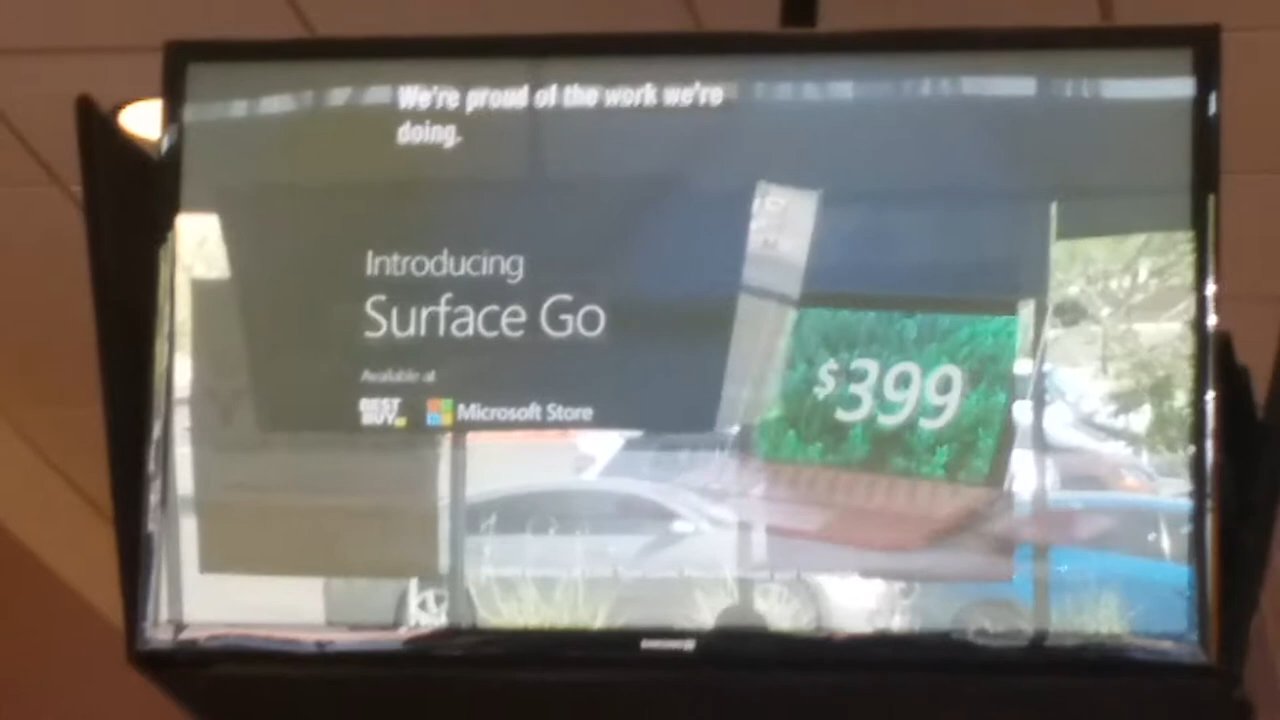 We're proud of the work we're
doing.
Introducing
Surface Go
Available at
BEST
BUY
Microsoft Store
$399